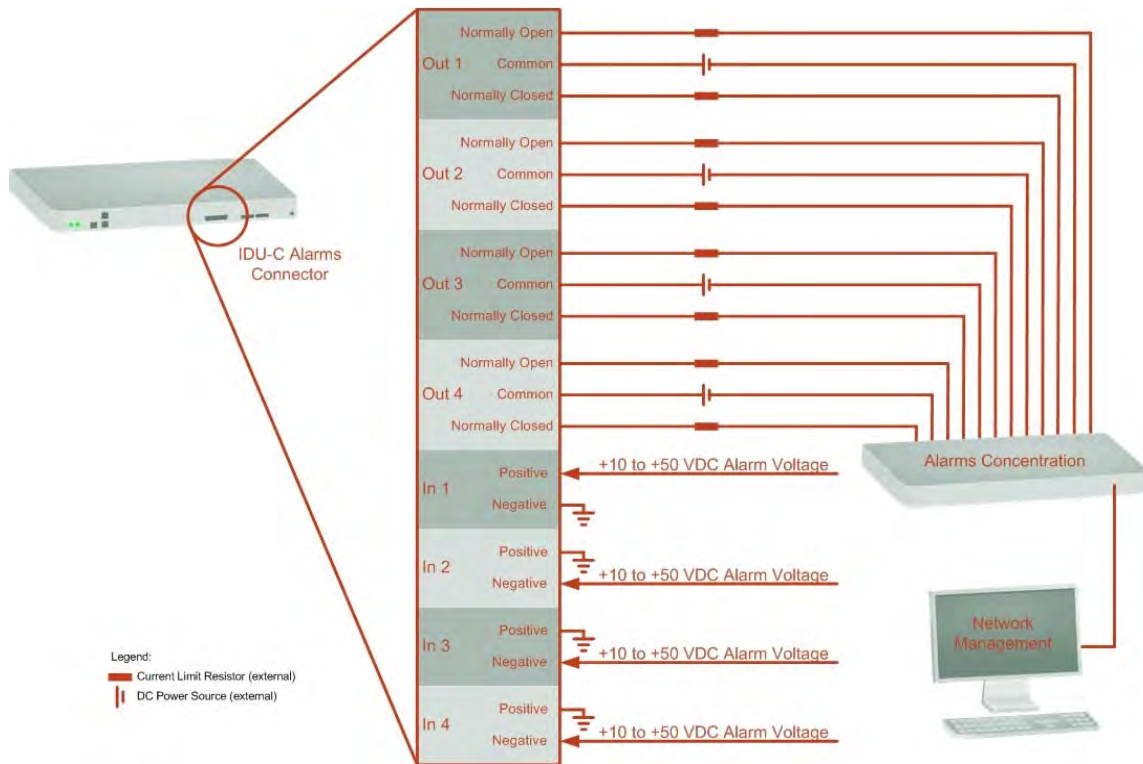 IDU-C Alarms
Connector
Out 1
Normally Open
Common
Normally Closed
Out 2
Normally Open
Common
Normally Closed
Out 3
Normally Open
Common
Normally Closed
Out 4
Normally Open
Common
Normally Closed
In 1
Positive
+10 to +50 VDC Alarm Voltage
Negative
In 2
Positive
Negative
+10 to +50 VDC Alarm Voltage
In 3
Positive
Negative
+10 to +50 VDC Alarm Voltage
In 4
Positive
Negative
+10 to +50 VDC Alarm Voltage
Alarms Concentration
Network
Management
Legend:
Current Limit Resistor (external)
DC Power Source (external)